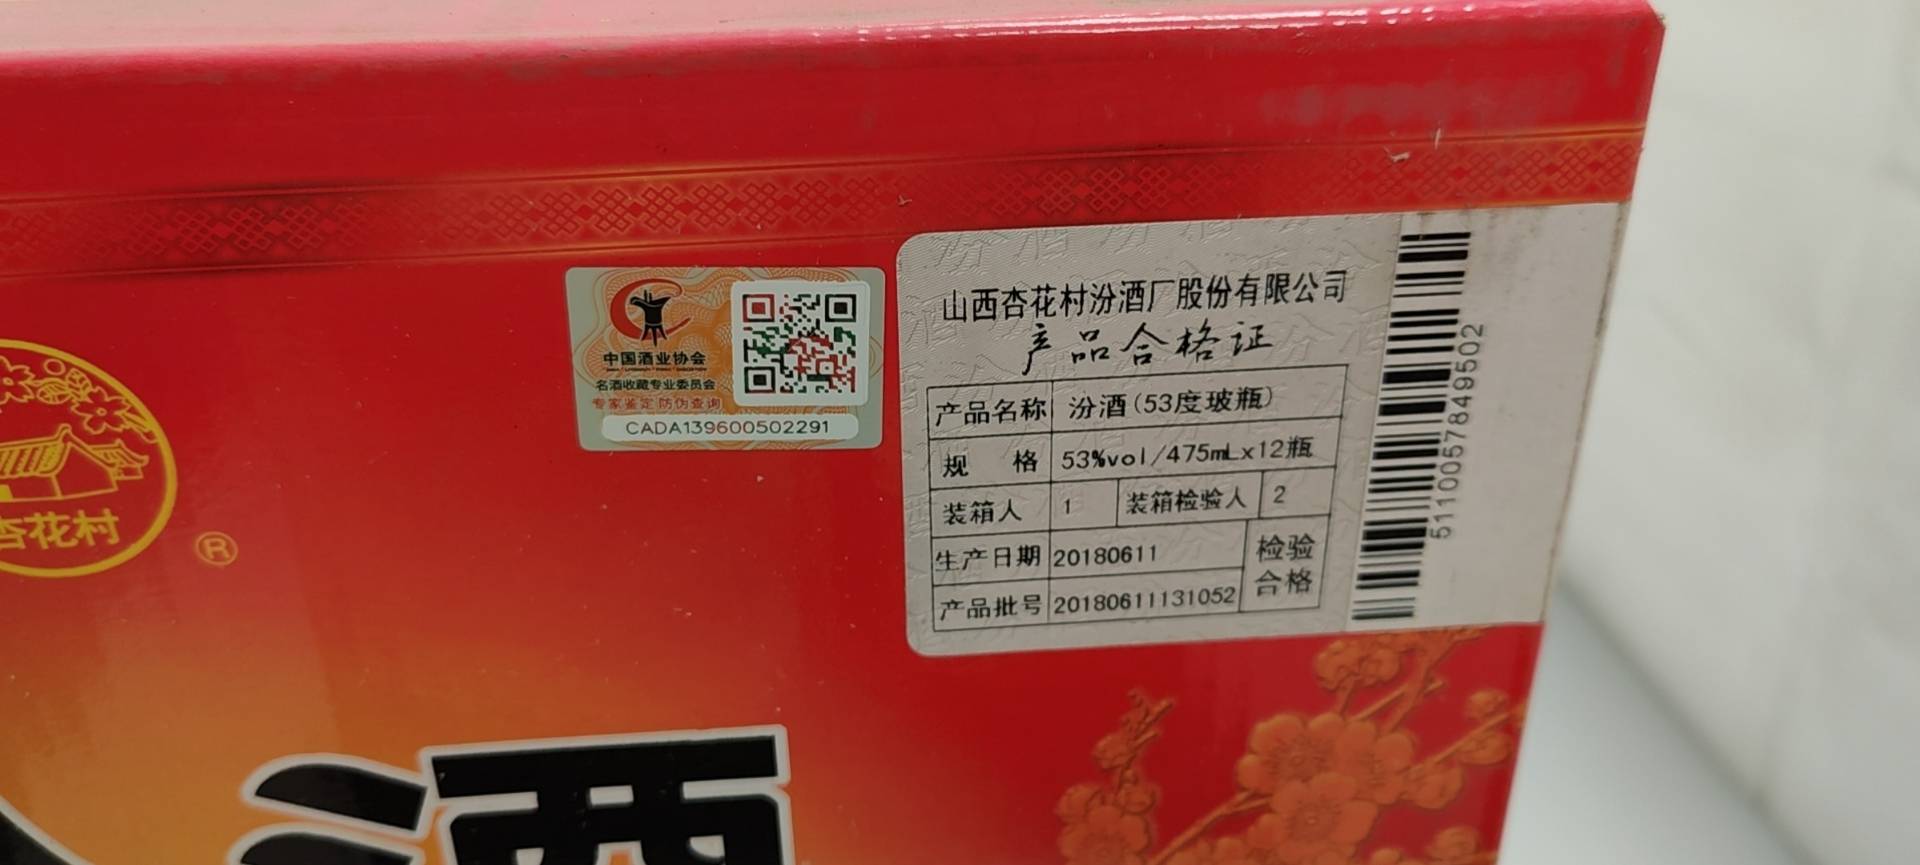 杏花村
®
中国酒业协会
名酒收藏专业委员会
专家鉴定 防伪查询
CADA139600502291
山西杏花村汾酒厂股份有限公司
产品合格证
产品名称 汾酒(53度玻瓶)
规 格 53%vol/475mLx12瓶
装箱人 1 装箱检验人 2
生产日期 20180611 检验
产品批号 20180611131052 合格
5110057849502
酒